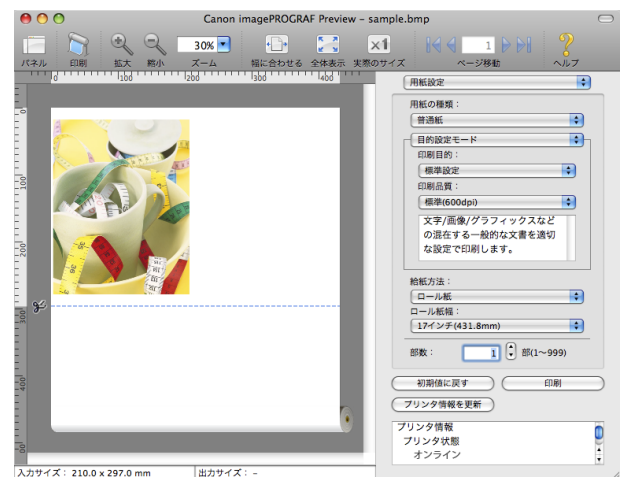 Canon imagePROGRAF Preview – sample.bmp
30%
1
パネル 印刷 拡大 縮小 ズーム 幅に合わせる 全体表示 実際のサイズ ページ移動 ヘルプ
0 100 200 300 400
0
100
200
300
400
用紙設定
用紙の種類：
普通紙
目的設定モード
印刷目的：
標準設定
印刷品質：
標準(600dpi)
文字/画像/グラフィックスなど
の混在する一般的な文書を適切
な設定で印刷します。
給紙方法：
ロール紙
ロール紙幅：
17インチ(431.8mm)
部数： 1 部(1～999)
初期値に戻す 印刷
プリンタ情報を更新
プリンタ情報
プリンタ状態
オンライン
入力サイズ： 210.0 x 297.0 mm 出力サイズ： –